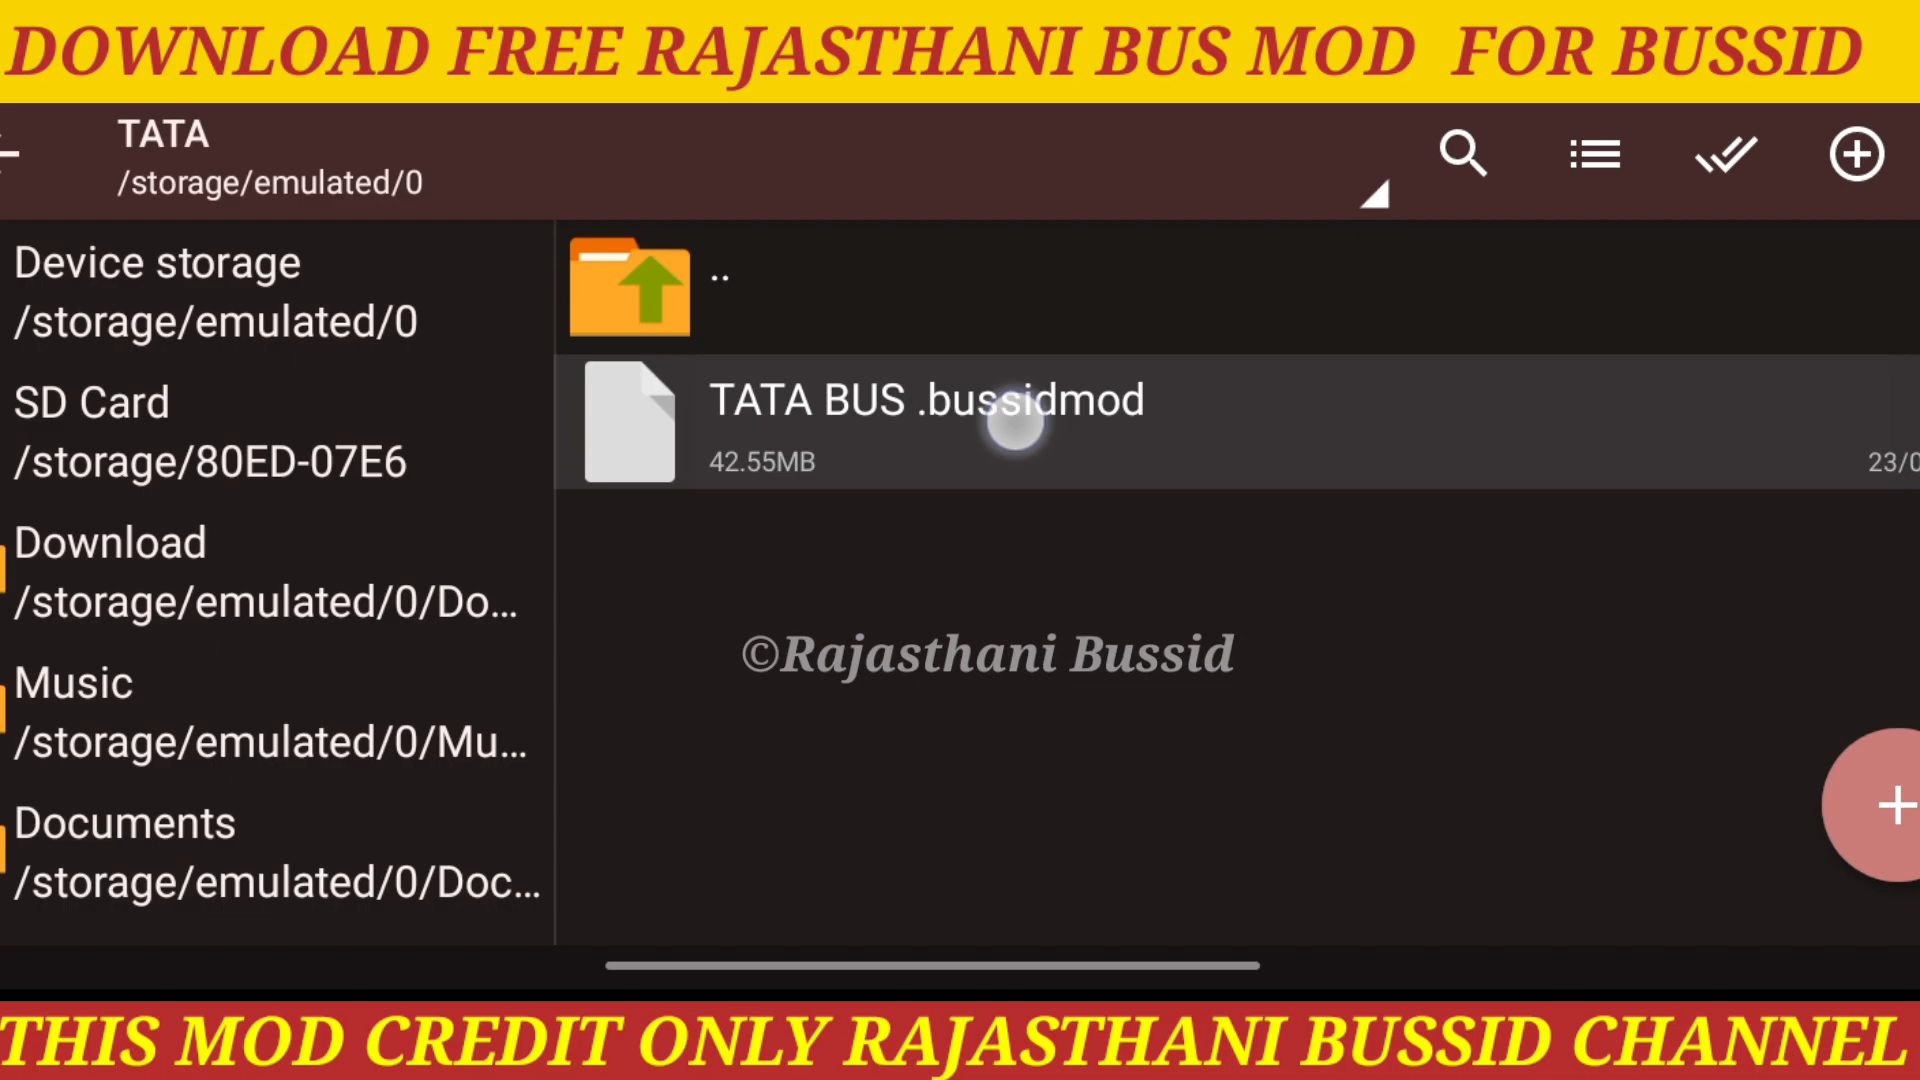 DOWNLOAD FREE RAJASTHANI BUS MOD FOR BUSSID
TATA
/storage/emulated/0
Device storage
/storage/emulated/0
SD Card
/storage/80ED-07E6
Download
/storage/emulated/0/Do...
Music
/storage/emulated/0/Mu...
Documents
/storage/emulated/0/Doc...
..
TATA BUS .bussidmod
42.55MB
23/0
©Rajasthani Bussid
THIS MOD CREDIT ONLY RAJASTHANI BUSSID CHANNEL